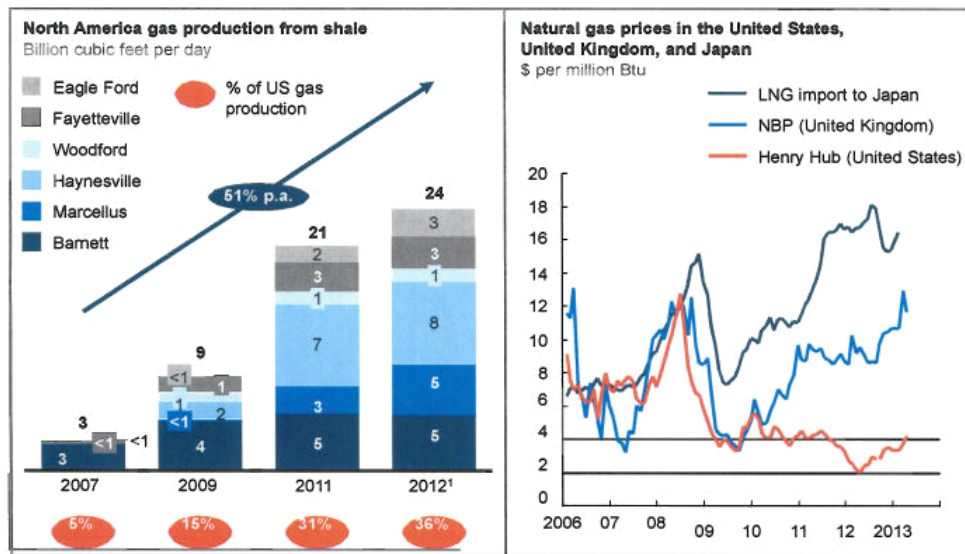 North America gas production from shale
Billion cubic feet per day
Eagle Ford
Fayetteville
Woodford
Haynesville
Marcellus
Barnett
% of US gas
production
51% p.a.
3
<1
<1
3
9
<1
1
1
2
<1
4
21
2
3
1
7
3
5
24
3
3
1
8
5
5
2007
2009
2011
2012¹
5%
15%
31%
36%
Natural gas prices in the United States,
United Kingdom, and Japan
$ per million Btu
LNG import to Japan
NBP (United Kingdom)
Henry Hub (United States)
20
18
16
14
12
10
8
6
4
2
0
2006 07 08 09 10 11 12 2013